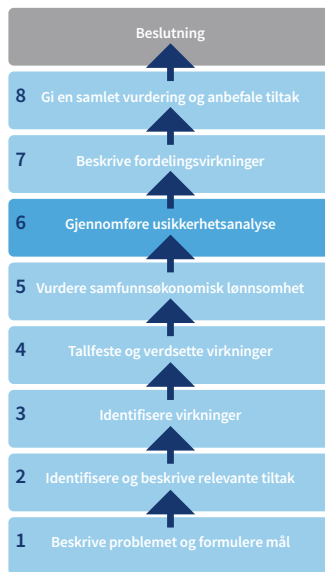 Beslutning
8 Gi en samlet vurdering og anbefale tiltak
7 Beskrive fordelingsvirkninger
6 Gjennomføre usikkerhetsanalyse
5 Vurdere samfunnsøkonomisk lønnsomhet
4 Tallfeste og verdsette virkninger
3 Identifisere virkninger
2 Identifisere og beskrive relevante tiltak
1 Beskrive problemet og formulere mål